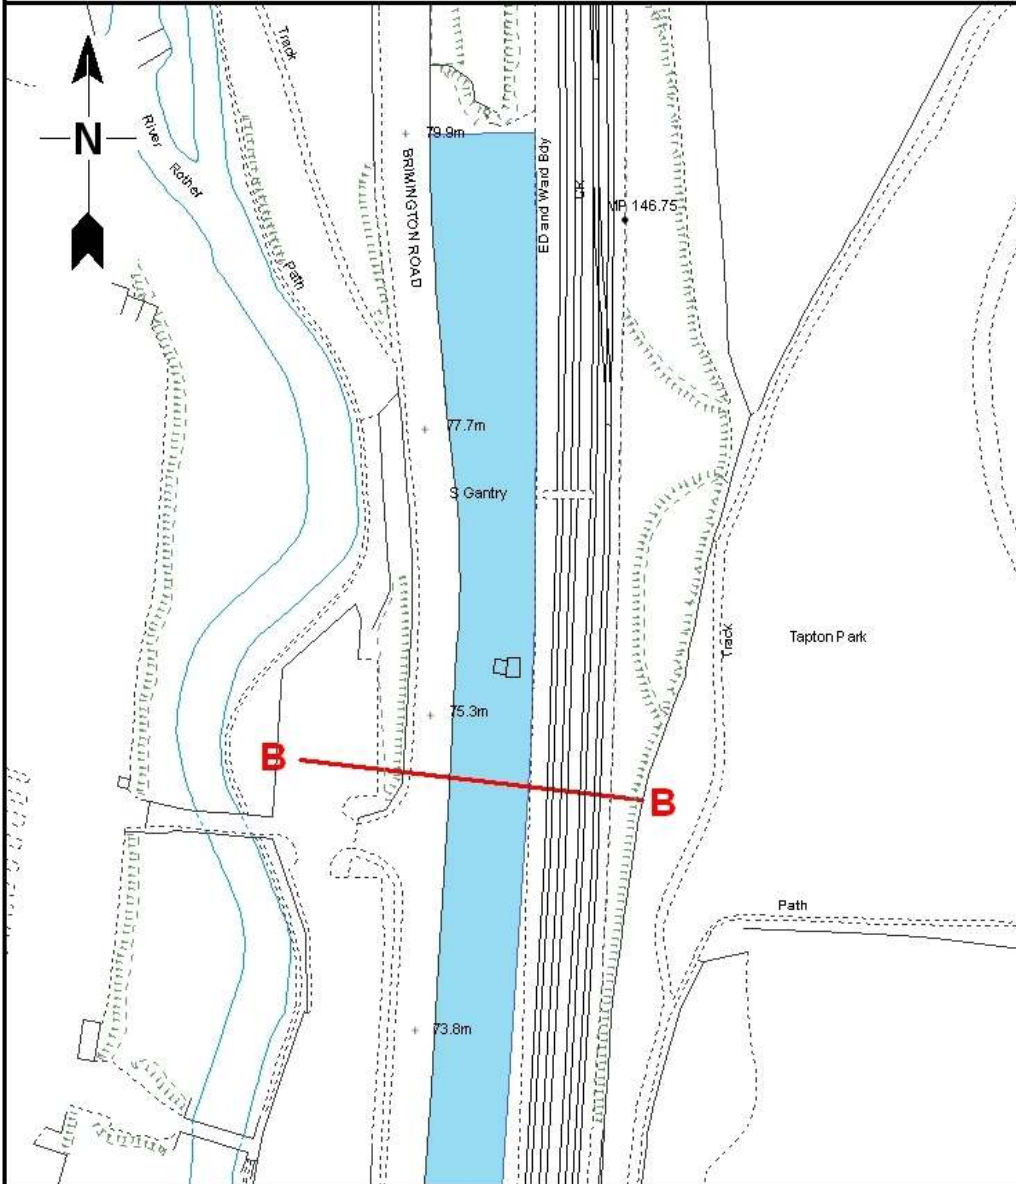 Track
N
River
Rother
79.9m
BRIMINGTON ROAD
ED and Ward Bdy
CR
MP 146.75
Path
77.7m
S Gantry
Track
Tapton Park
75.3m
B
B
Path
73.8m